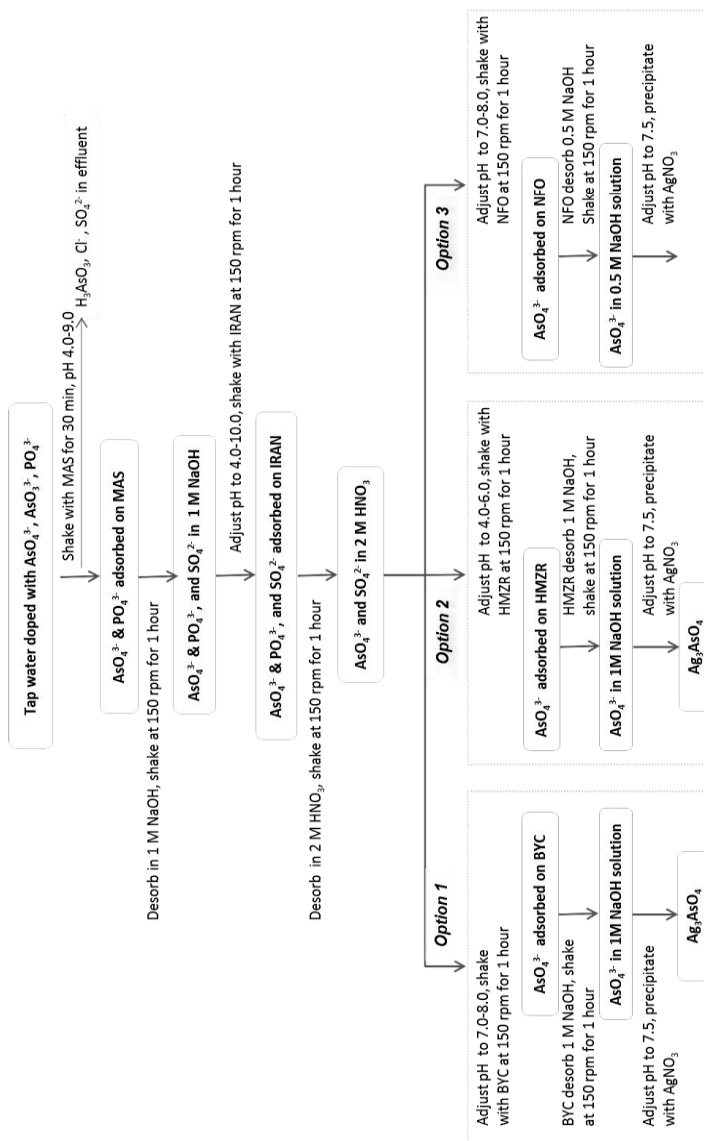 Tap water doped with AsO₄³⁻, AsO₃³⁻, PO₄³⁻
Shake with MAS for 30 min, pH 4.0-9.0
H₃AsO₃, Cl⁻, SO₄²⁻ in effluent
AsO₄³⁻ & PO₄³⁻ adsorbed on MAS
Desorb in 1 M NaOH, shake at 150 rpm for 1 hour
AsO₄³⁻ & PO₄³⁻, and SO₄²⁻ in 1 M NaOH
Adjust pH to 4.0-10.0, shake with IRAN at 150 rpm for 1 hour
AsO₄³⁻ & PO₄³⁻, and SO₄²⁻ adsorbed on IRAN
Desorb in 2 M HNO₃, shake at 150 rpm for 1 hour
AsO₄³⁻ and SO₄²⁻ in 2 M HNO₃
Option 1
Adjust pH to 7.0-8.0, shake
with BYC at 150 rpm for 1 hour
AsO₄³⁻ adsorbed on BYC
BYC desorb 1 M NaOH, shake
at 150 rpm for 1 hour
AsO₄³⁻ in 1M NaOH solution
Adjust pH to 7.5, precipitate
with AgNO₃
Ag₃AsO₄
Option 2
Adjust pH to 4.0-6.0, shake with
HMZR at 150 rpm for 1 hour
AsO₄³⁻ adsorbed on HMZR
HMZR desorb 1 M NaOH,
shake at 150 rpm for 1 hour
AsO₄³⁻ in 1M NaOH solution
Adjust pH to 7.5, precipitate
with AgNO₃
Ag₃AsO₄
Option 3
Adjust pH to 7.0-8.0, shake with
NFO at 150 rpm for 1 hour
AsO₄³⁻ adsorbed on NFO
NFO desorb 0.5 M NaOH
Shake at 150 rpm for 1 hour
AsO₄³⁻ in 0.5 M NaOH solution
Adjust pH to 7.5, precipitate
with AgNO₃